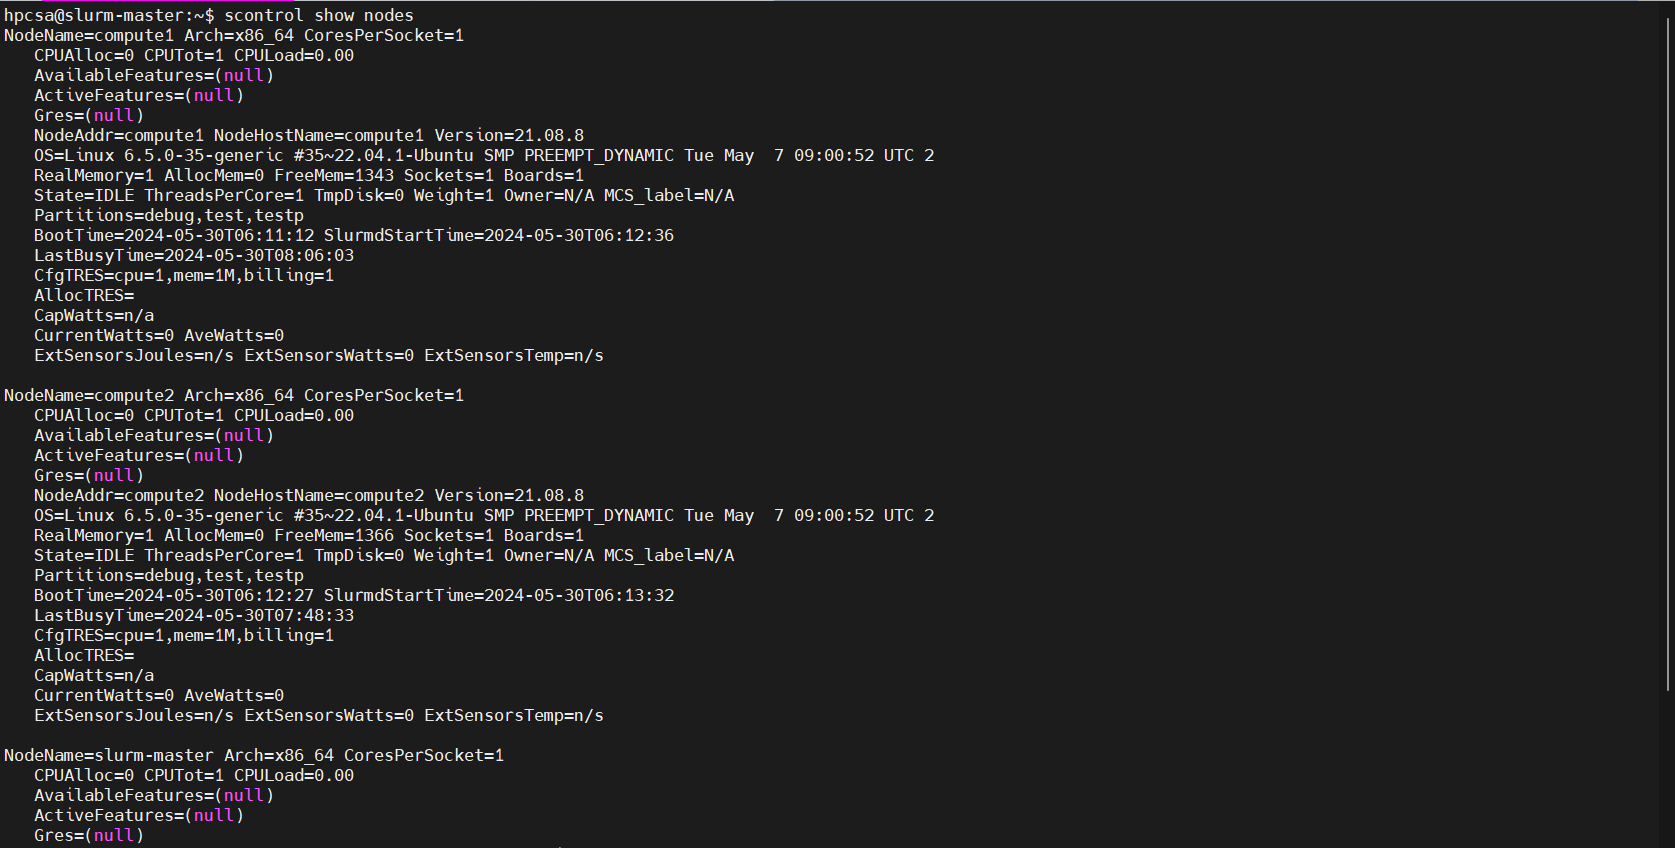 hpcsa@slurm-master:~$ scontrol show nodes
NodeName=compute1 Arch=x86_64 CoresPerSocket=1
   CPUAlloc=0 CPUTot=1 CPULoad=0.00
   AvailableFeatures=(null)
   ActiveFeatures=(null)
   Gres=(null)
   NodeAddr=compute1 NodeHostName=compute1 Version=21.08.8
   OS=Linux 6.5.0-35-generic #35~22.04.1-Ubuntu SMP PREEMPT_DYNAMIC Tue May  7 09:00:52 UTC 2
   RealMemory=1 AllocMem=0 FreeMem=1343 Sockets=1 Boards=1
   State=IDLE ThreadsPerCore=1 TmpDisk=0 Weight=1 Owner=N/A MCS_label=N/A
   Partitions=debug,test,testp
   BootTime=2024-05-30T06:11:12 SlurmdStartTime=2024-05-30T06:12:36
   LastBusyTime=2024-05-30T08:06:03
   CfgTRES=cpu=1,mem=1M,billing=1
   AllocTRES=
   CapWatts=n/a
   CurrentWatts=0 AveWatts=0
   ExtSensorsJoules=n/s ExtSensorsWatts=0 ExtSensorsTemp=n/s

NodeName=compute2 Arch=x86_64 CoresPerSocket=1
   CPUAlloc=0 CPUTot=1 CPULoad=0.00
   AvailableFeatures=(null)
   ActiveFeatures=(null)
   Gres=(null)
   NodeAddr=compute2 NodeHostName=compute2 Version=21.08.8
   OS=Linux 6.5.0-35-generic #35~22.04.1-Ubuntu SMP PREEMPT_DYNAMIC Tue May  7 09:00:52 UTC 2
   RealMemory=1 AllocMem=0 FreeMem=1366 Sockets=1 Boards=1
   State=IDLE ThreadsPerCore=1 TmpDisk=0 Weight=1 Owner=N/A MCS_label=N/A
   Partitions=debug,test,testp
   BootTime=2024-05-30T06:12:27 SlurmdStartTime=2024-05-30T06:13:32
   LastBusyTime=2024-05-30T07:48:33
   CfgTRES=cpu=1,mem=1M,billing=1
   AllocTRES=
   CapWatts=n/a
   CurrentWatts=0 AveWatts=0
   ExtSensorsJoules=n/s ExtSensorsWatts=0 ExtSensorsTemp=n/s

NodeName=slurm-master Arch=x86_64 CoresPerSocket=1
   CPUAlloc=0 CPUTot=1 CPULoad=0.00
   AvailableFeatures=(null)
   ActiveFeatures=(null)
   Gres=(null)